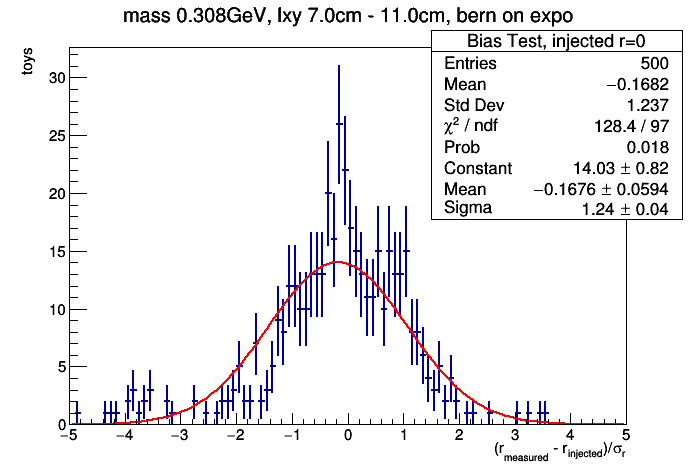 mass 0.308GeV, lxy 7.0cm - 11.0cm, bern on expo
Bias Test, injected r=0
Entries 500
Mean −0.1682
Std Dev 1.237
χ² / ndf 128.4 / 97
Prob 0.018
Constant 14.03 ± 0.82
Mean −0.1676 ± 0.0594
Sigma 1.24 ± 0.04
toys
30
25
20
15
10
5
0
−5 −4 −3 −2 −1 0 1 2 3 4 5
(r_measured - r_injected)/σ_r